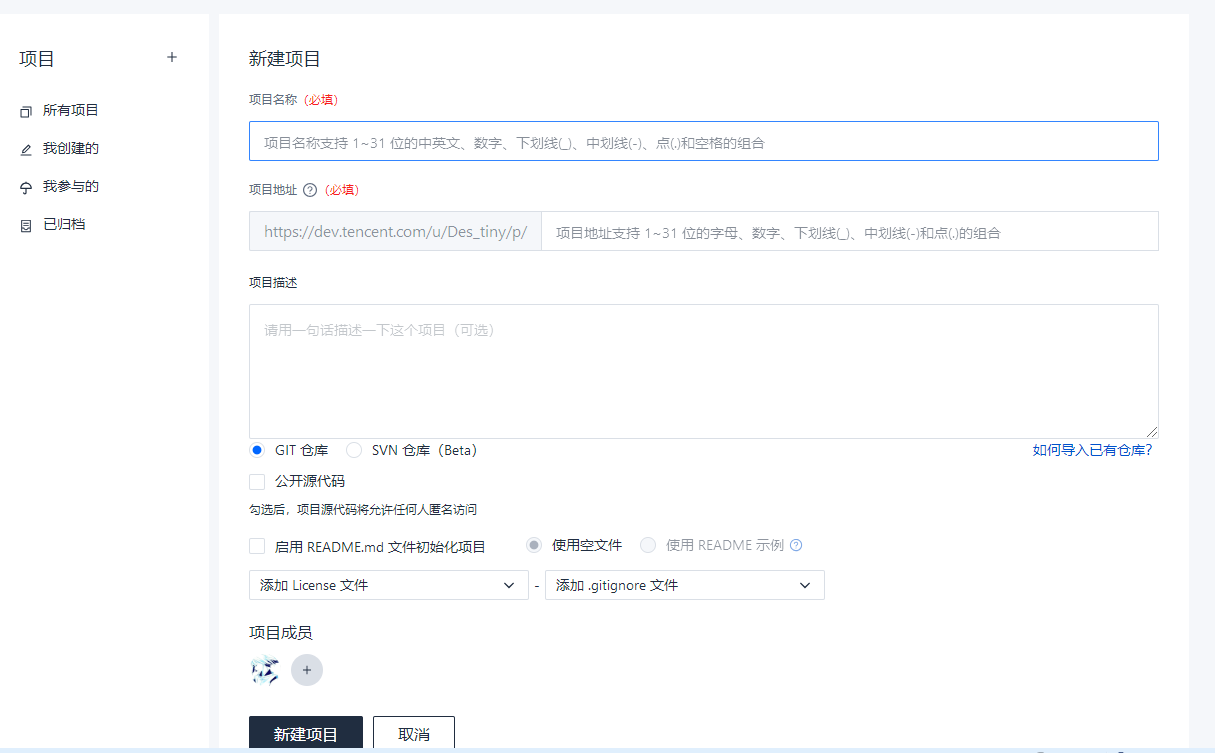 项目 +
所有项目
我创建的
我参与的
已归档
新建项目
项目名称 (必填)
项目名称支持 1~31 位的中英文、数字、下划线(_)、中划线(-)、点(.)和空格的组合
项目地址 ? (必填)
https://dev.tencent.com/u/Des_tiny/p/ 项目地址支持 1~31 位的字母、数字、下划线(_)、中划线(-)和点(.)的组合
项目描述
请用一句话描述一下这个项目（可选）
GIT 仓库 SVN 仓库（Beta） 如何导入已有仓库?
公开源代码
勾选后，项目源代码将允许任何人匿名访问
启用 README.md 文件初始化项目 使用空文件 使用 README 示例 ?
添加 License 文件 - 添加 .gitignore 文件
项目成员
+
新建项目 取消